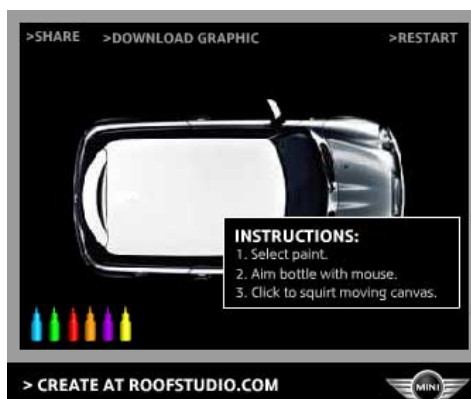 >SHARE
>DOWNLOAD GRAPHIC
>RESTART
INSTRUCTIONS:
1. Select paint.
2. Aim bottle with mouse.
3. Click to squirt moving canvas.
> CREATE AT ROOFSTUDIO.COM
MINI